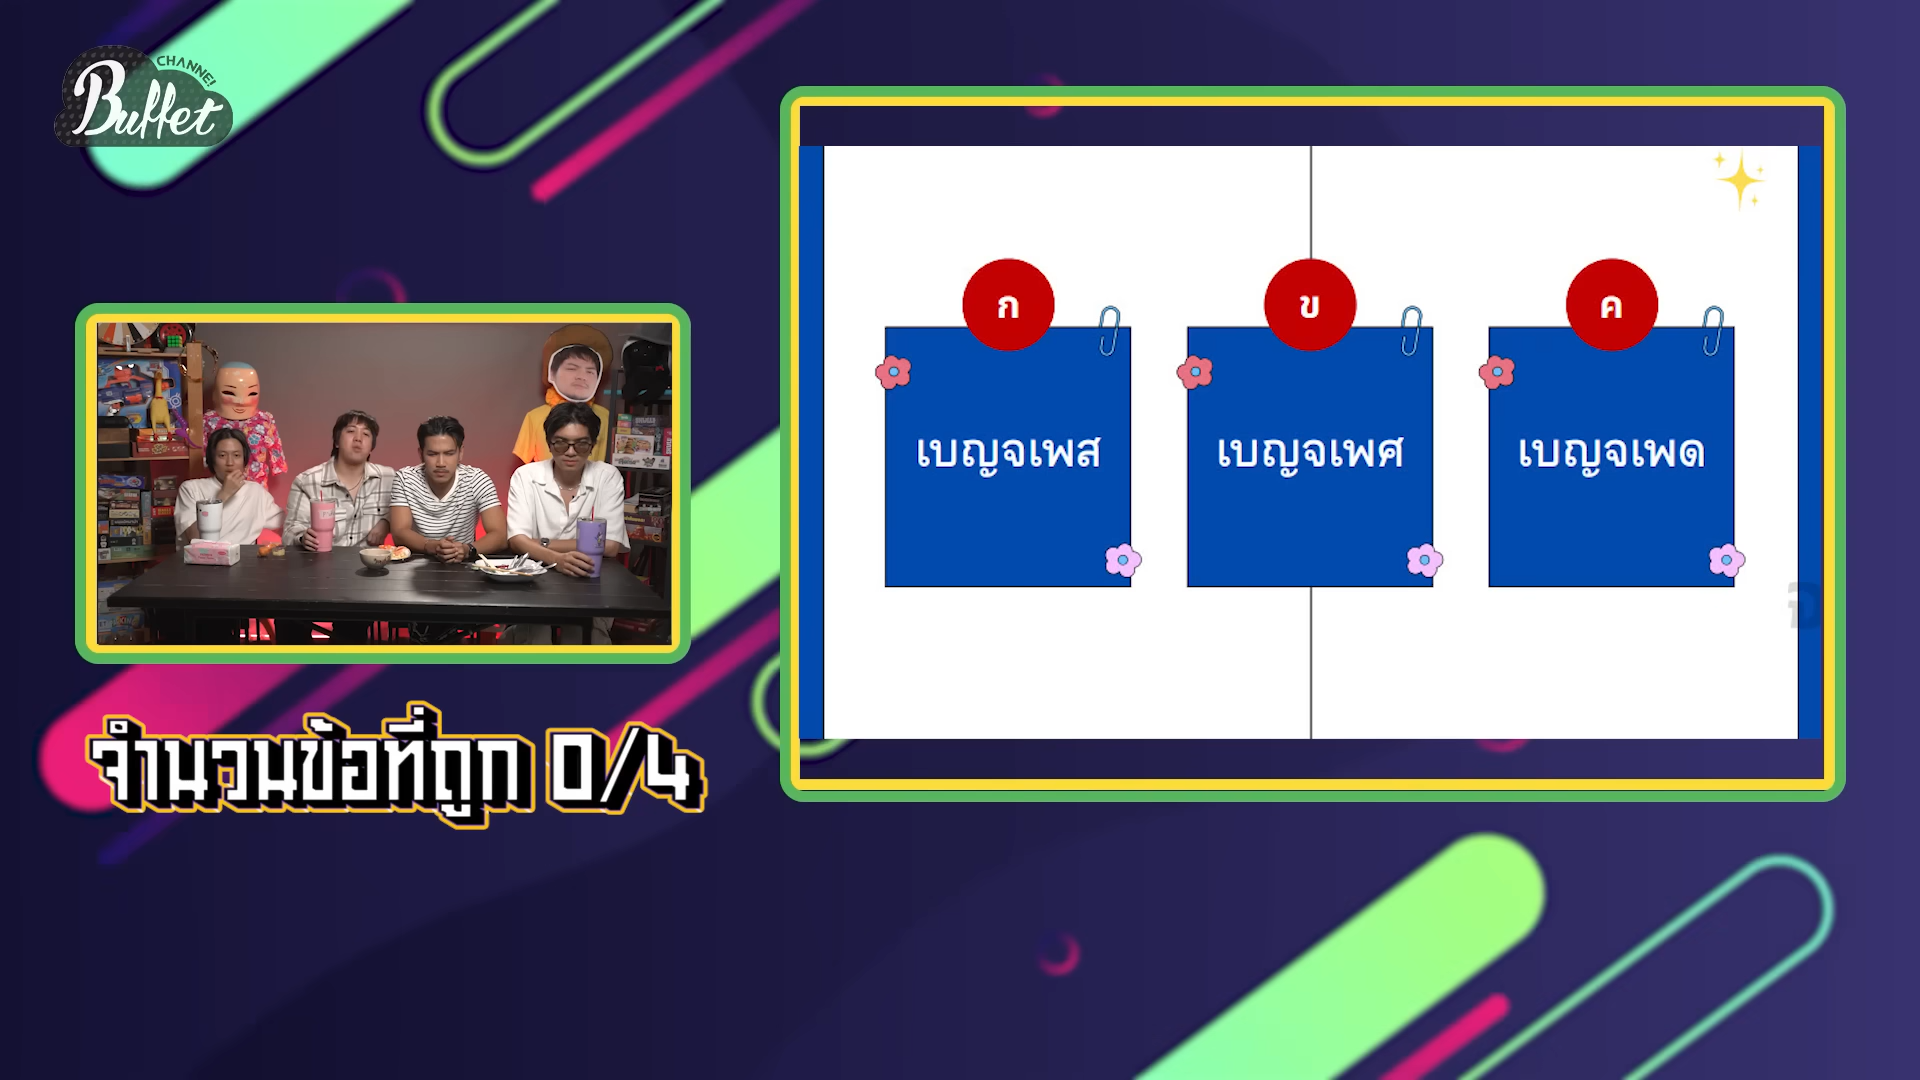 Buffet
CHANNEL
ก
ข
ค
เบญจเพส
เบญจเพศ
เบญจเพด
จำนวนข้อที่ถูก 0/4